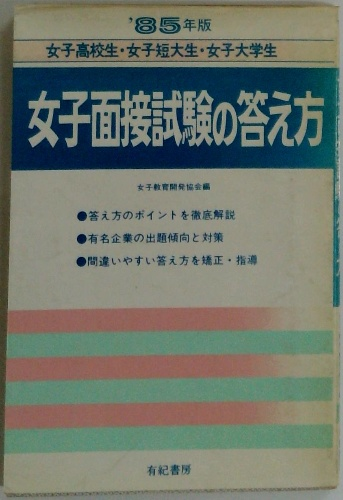 '85年版
女子高校生・女子短大生・女子大学生
女子面接試験の答え方
女子教育開発協会編
●答え方のポイントを徹底解説
●有名企業の出題傾向と対策
●間違いやすい答え方を矯正・指導
有紀書房